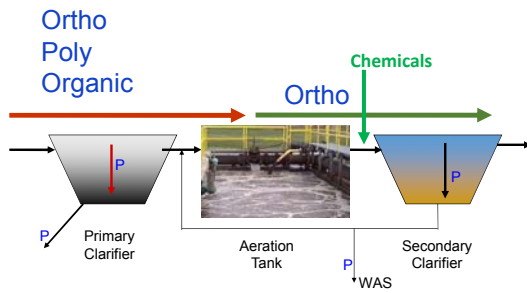 Ortho
Poly
Organic
Chemicals
Ortho
P
P
P
P
Primary
Clarifier
Aeration
Tank
Secondary
Clarifier
WAS